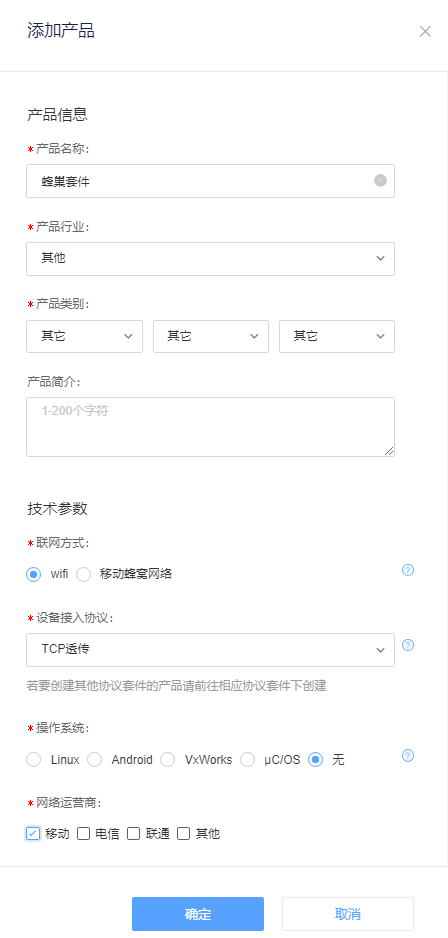 添加产品
产品信息
*产品名称:
蜂巢套件
*产品行业:
其他
*产品类别:
其它 其它 其它
产品简介:
1-200个字符
技术参数
*联网方式:
wifi 移动蜂窝网络
*设备接入协议:
TCP透传
若要创建其他协议套件的产品请前往相应协议套件下创建
*操作系统:
Linux Android VxWorks μC/OS 无
*网络运营商:
移动 电信 联通 其他
确定 取消